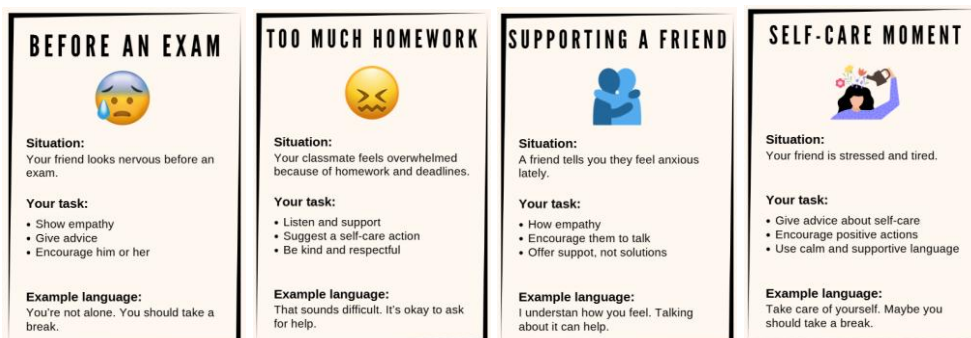 BEFORE AN EXAM
Situation:
Your friend looks nervous before an
exam.
Your task:
• Show empathy
• Give advice
• Encourage him or her
Example language:
You're not alone. You should take a
break.
TOO MUCH HOMEWORK
Situation:
Your classmate feels overwhelmed
because of homework and deadlines.
Your task:
• Listen and support
• Suggest a self-care action
• Be kind and respectful
Example language:
That sounds difficult. It's okay to ask
for help.
SUPPORTING A FRIEND
Situation:
A friend tells you they feel anxious
lately.
Your task:
• How empathy
• Encourage them to talk
• Offer suppot, not solutions
Example language:
I understan how you feel. Talking
about it can help.
SELF-CARE MOMENT
Situation:
Your friend is stressed and tired.
Your task:
• Give advice about self-care
• Encourage positive actions
• Use calm and supportive language
Example language:
Take care of yourself. Maybe you
should take a break.